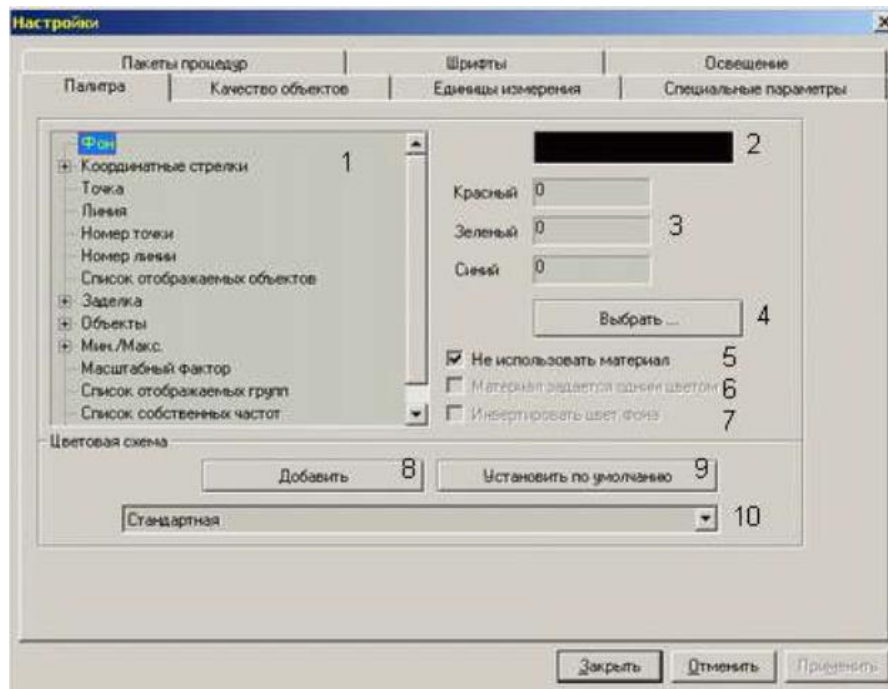 Настройки
Пакеты процедур Шрифты Освещение
Палитра Качество объектов Единицы измерения Специальные параметры
Фон 1
Координатные стрелки
Точка
Линия
Номер точки
Номер линии
Список отображаемых объектов
Заделка
Объекты
Мин./Макс.
Масштабный фактор
Список отображаемых групп
Список собственных частот
2
Красный 0
Зеленый 0 3
Синий 0
Выбрать ... 4
Не использовать материал 5
Материал задается одним цветом 6
Инвертировать цвет фона 7
Цветовая схема
Добавить 8 Установить по умолчанию 9
Стандартная 10
Закрыть Отменить Применить